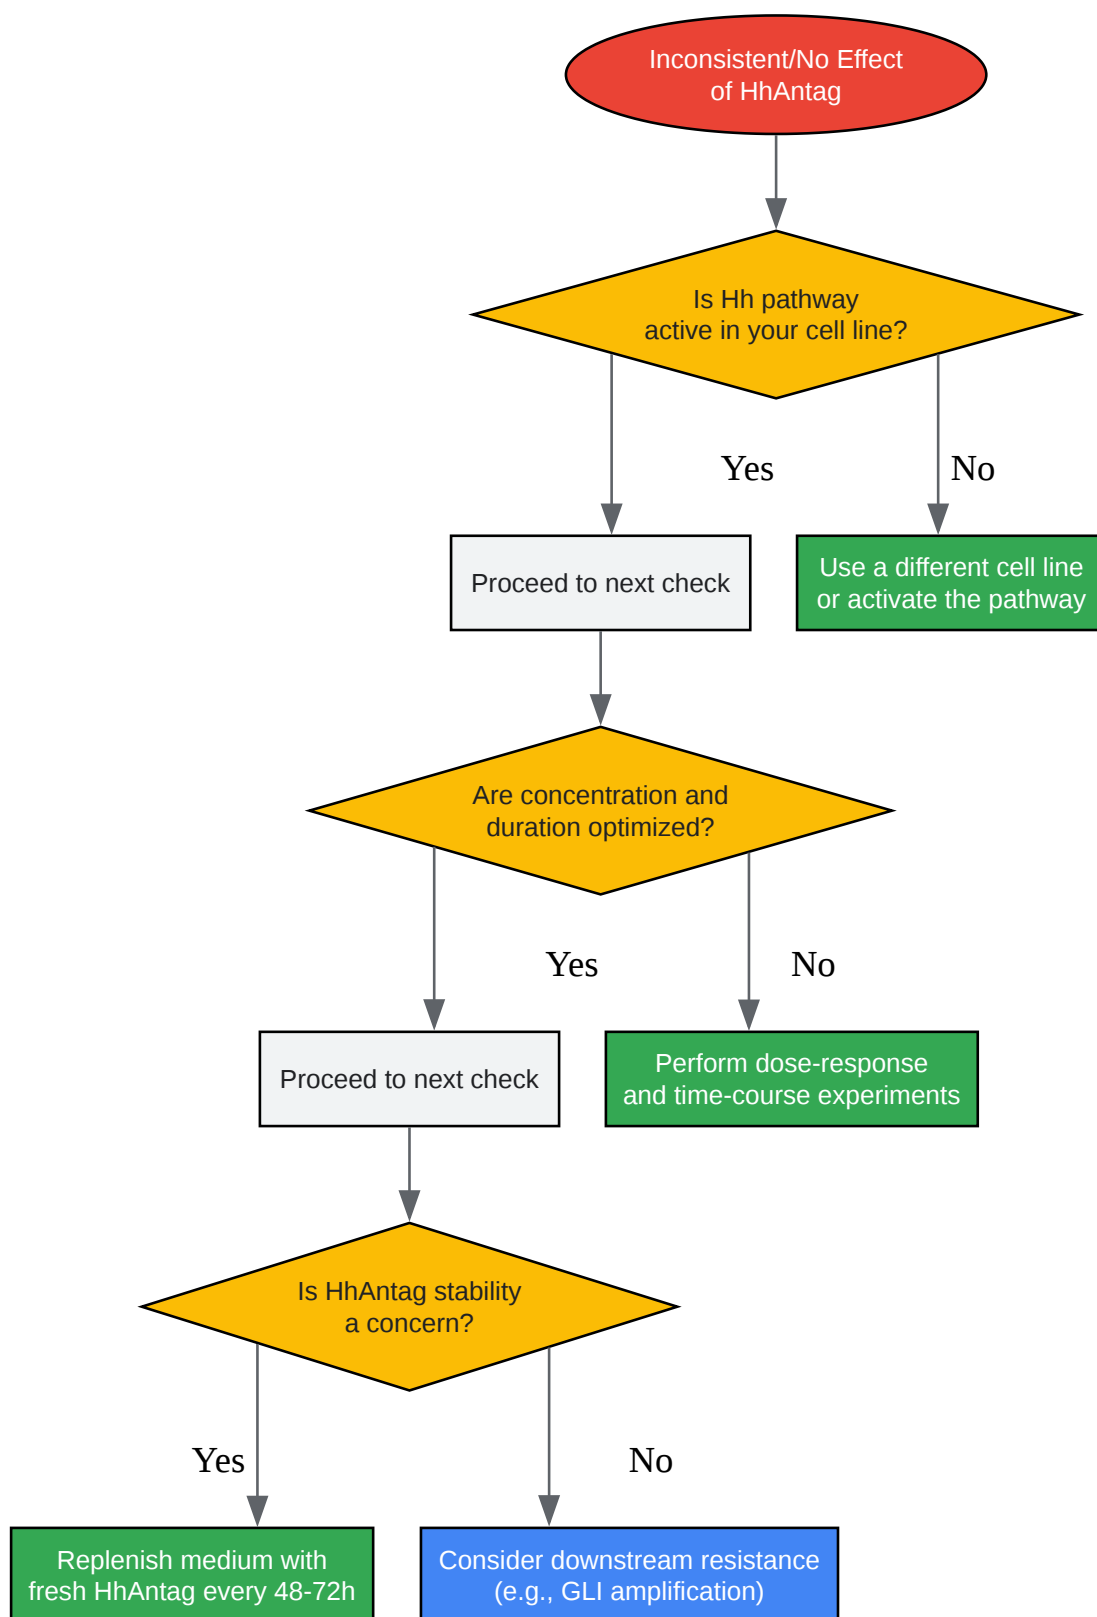 Inconsistent/No Effect
of HhAntag
Is Hh pathway
active in your cell line?
Yes
No
Proceed to next check
Use a different cell line
or activate the pathway
Are concentration and
duration optimized?
Yes
No
Proceed to next check
Perform dose-response
and time-course experiments
Is HhAntag stability
a concern?
Yes
No
Replenish medium with
fresh HhAntag every 48-72h
Consider downstream resistance
(e.g., GLI amplification)